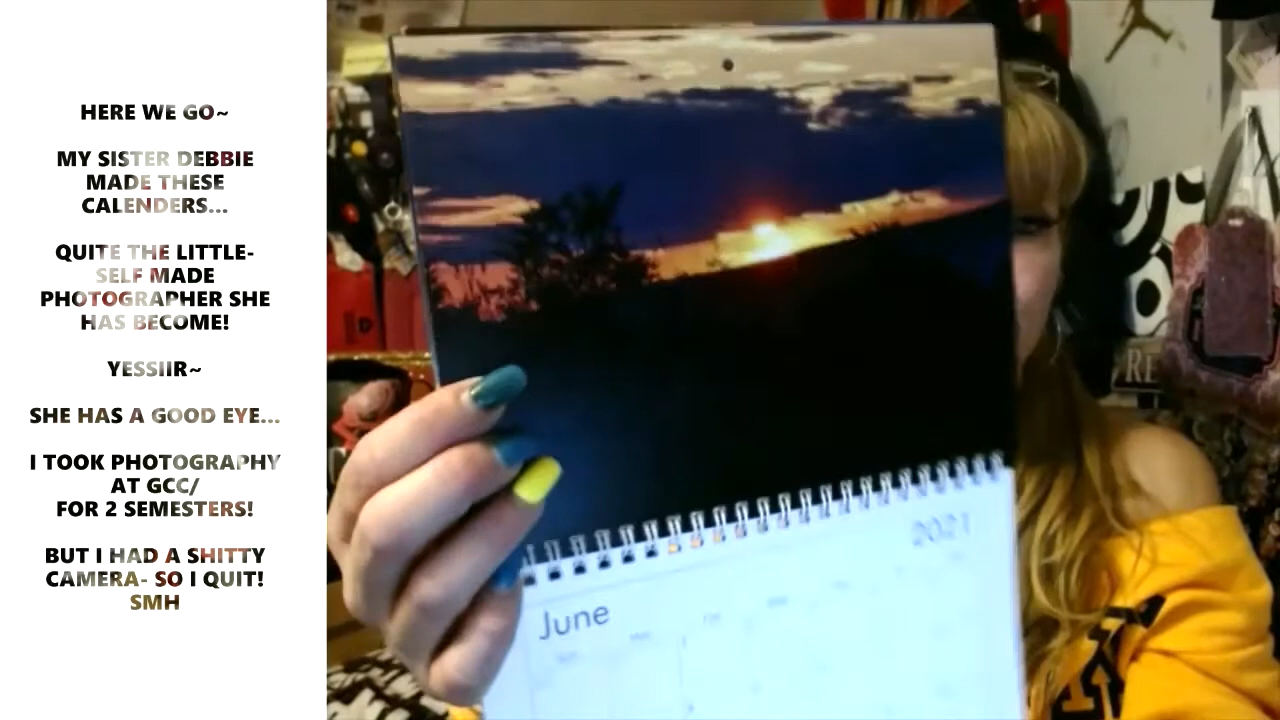 HERE WE GO~
MY SISTER DEBBIE
MADE THESE
CALENDERS...
QUITE THE LITTLE-
SELF MADE
PHOTOGRAPHER SHE
HAS BECOME!
YESSIIR~
SHE HAS A GOOD EYE...
I TOOK PHOTOGRAPHY
AT GCC/
FOR 2 SEMESTERS!
BUT I HAD A SHITTY
CAMERA- SO I QUIT!
SMH
2021
June
RE